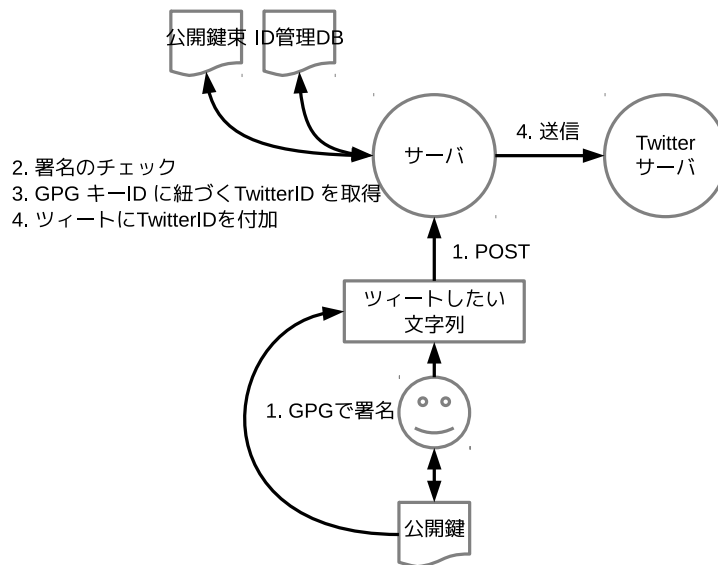 公開鍵束 ID管理DB
サーバ
4. 送信
Twitter
サーバ
2. 署名のチェック
3. GPG キーID に紐づくTwitterID を取得
4. ツィートにTwitterIDを付加
1. POST
ツィートしたい
文字列
1. GPGで署名
公開鍵